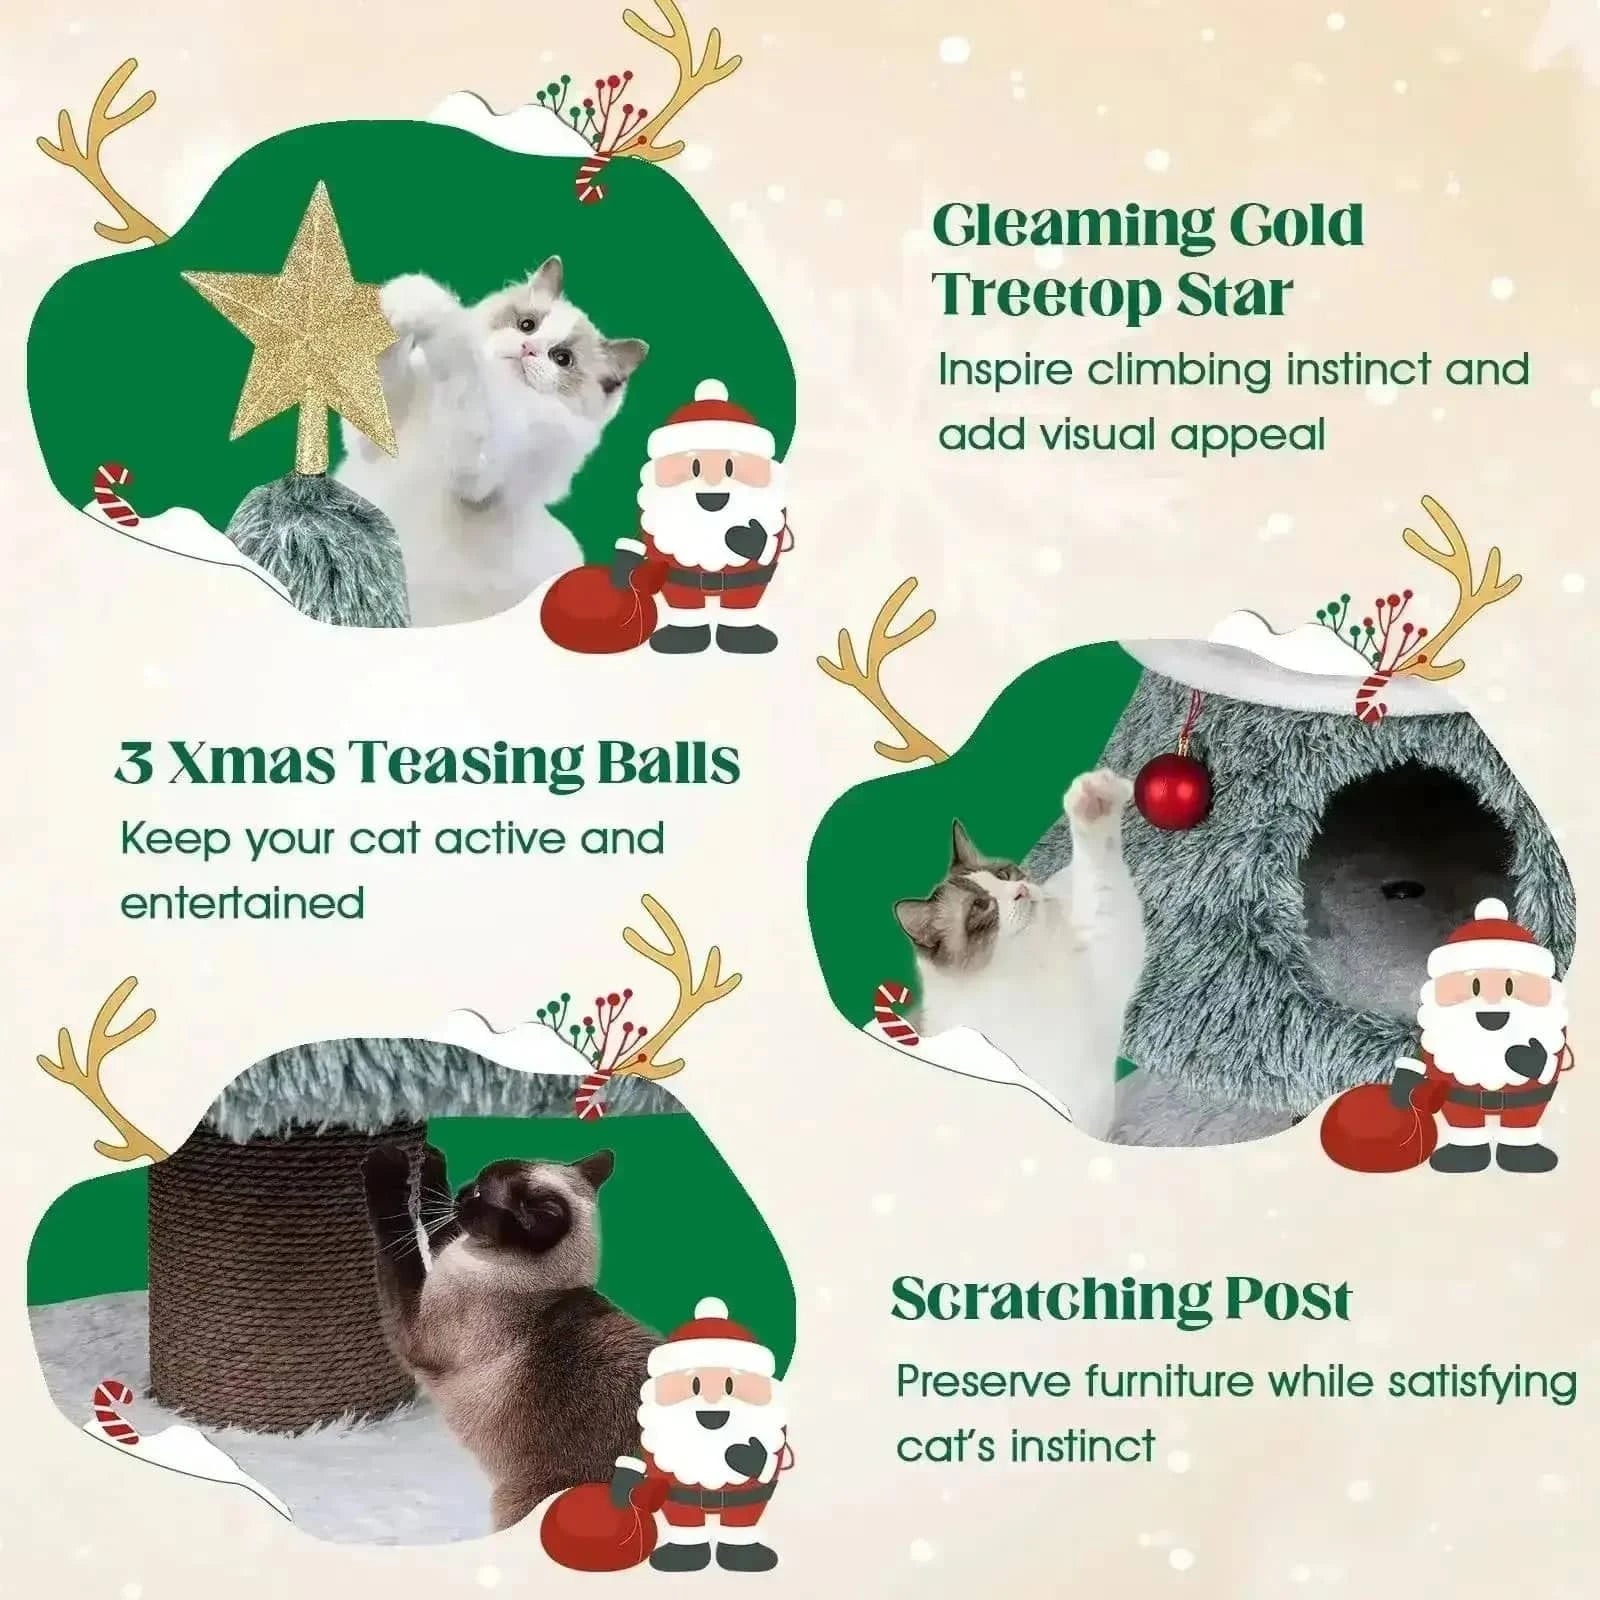 Gleaming Gold
Treetop Star
Inspire climbing instinct and
add visual appeal
3 Xmas Teasing Balls
Keep your cat active and
entertained
Scratching Post
Preserve furniture while satisfying
cat's instinct